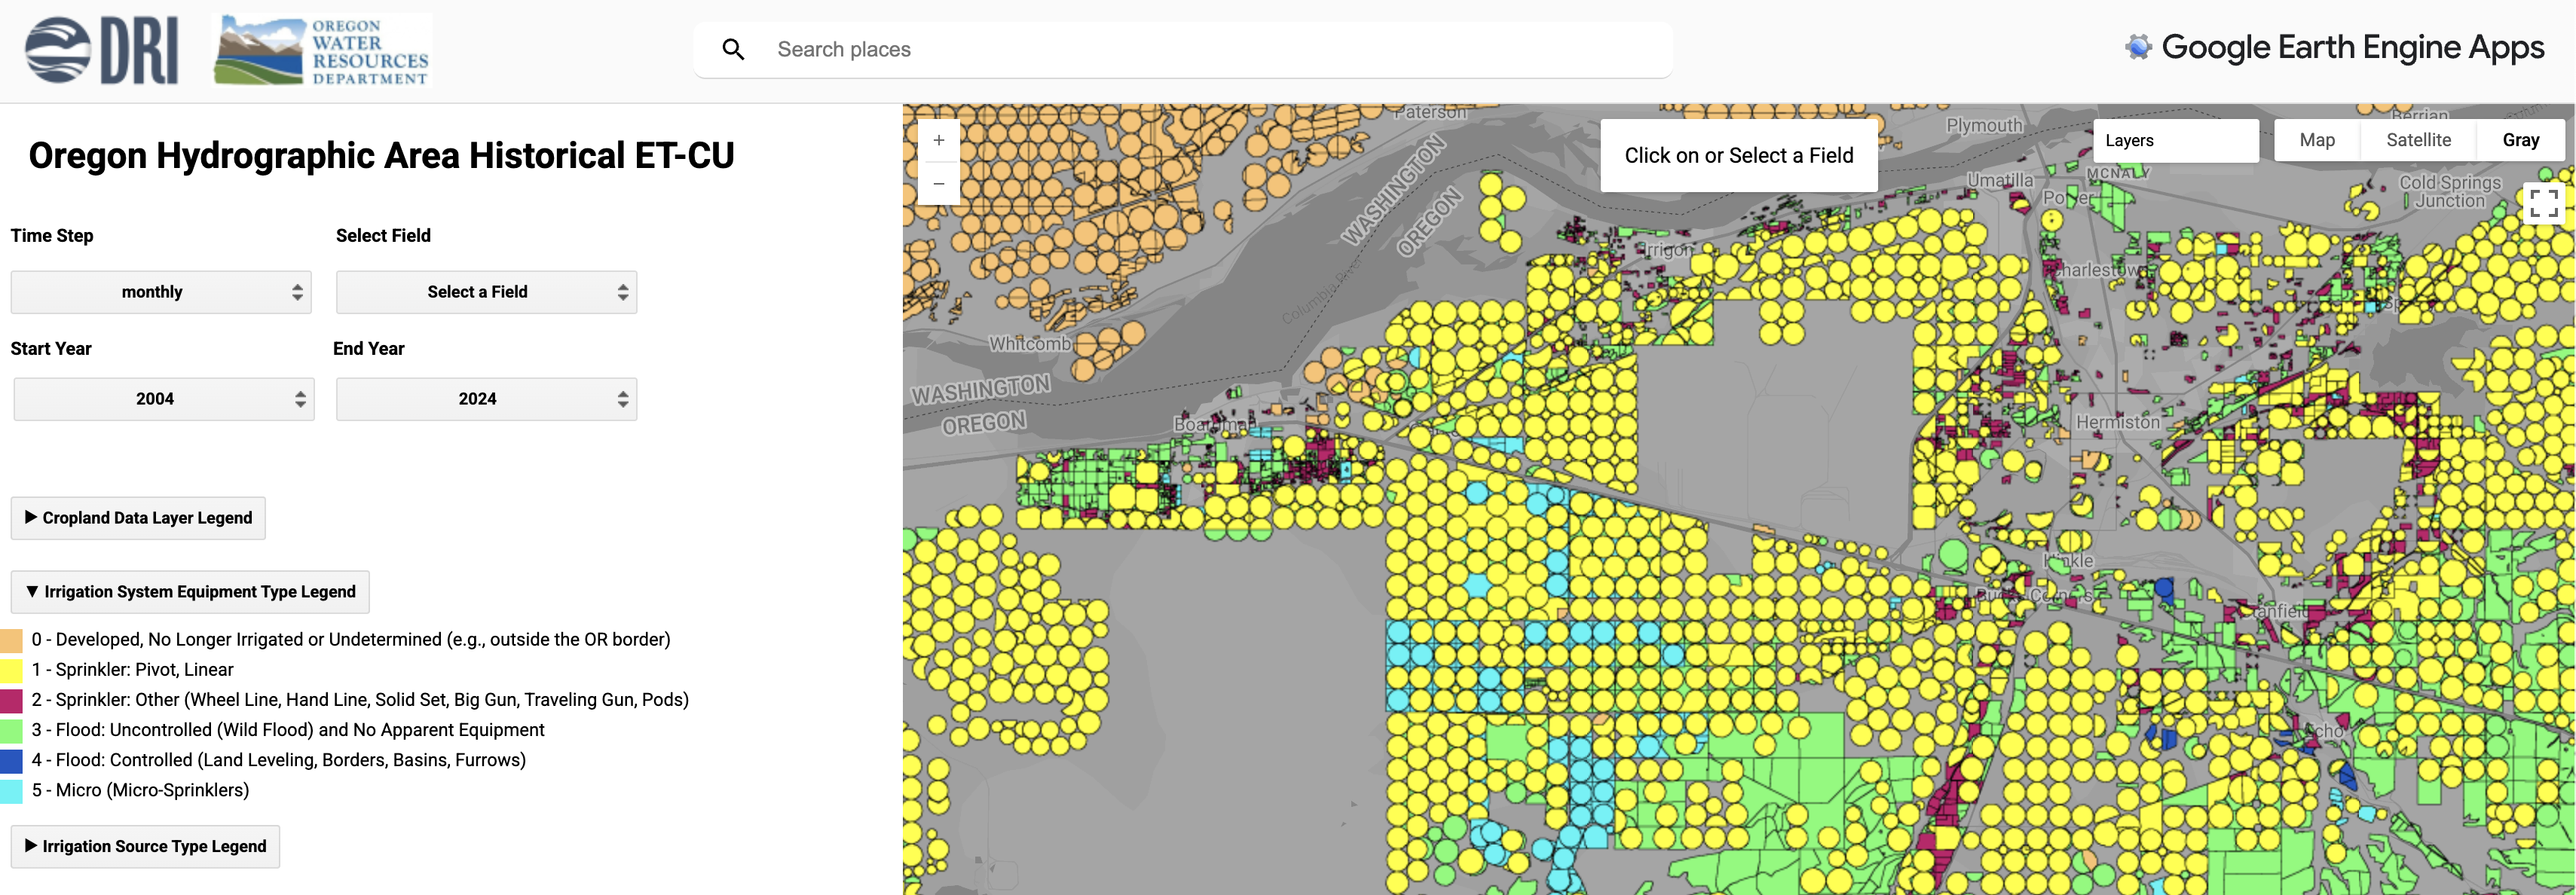 DRI
OREGON
WATER
RESOURCES
DEPARTMENT
Search places
Google Earth Engine Apps
Oregon Hydrographic Area Historical ET-CU
Time Step
Select Field
monthly
Select a Field
Start Year
End Year
2004
2024
▶ Cropland Data Layer Legend
▼ Irrigation System Equipment Type Legend
0 - Developed, No Longer Irrigated or Undetermined (e.g., outside the OR border)
1 - Sprinkler: Pivot, Linear
2 - Sprinkler: Other (Wheel Line, Hand Line, Solid Set, Big Gun, Traveling Gun, Pods)
3 - Flood: Uncontrolled (Wild Flood) and No Apparent Equipment
4 - Flood: Controlled (Land Leveling, Borders, Basins, Furrows)
5 - Micro (Micro-Sprinklers)
▶ Irrigation Source Type Legend
+
−
Click on or Select a Field
Layers
Map
Satellite
Gray
Paterson
Plymouth
Berrian
Umatilla
MCNARY
Cold Springs
Junction
WASHINGTON
OREGON
Columbia River
Irrigon
Whitcomb
WASHINGTON
OREGON
Boardman
Hermiston
Hinkle